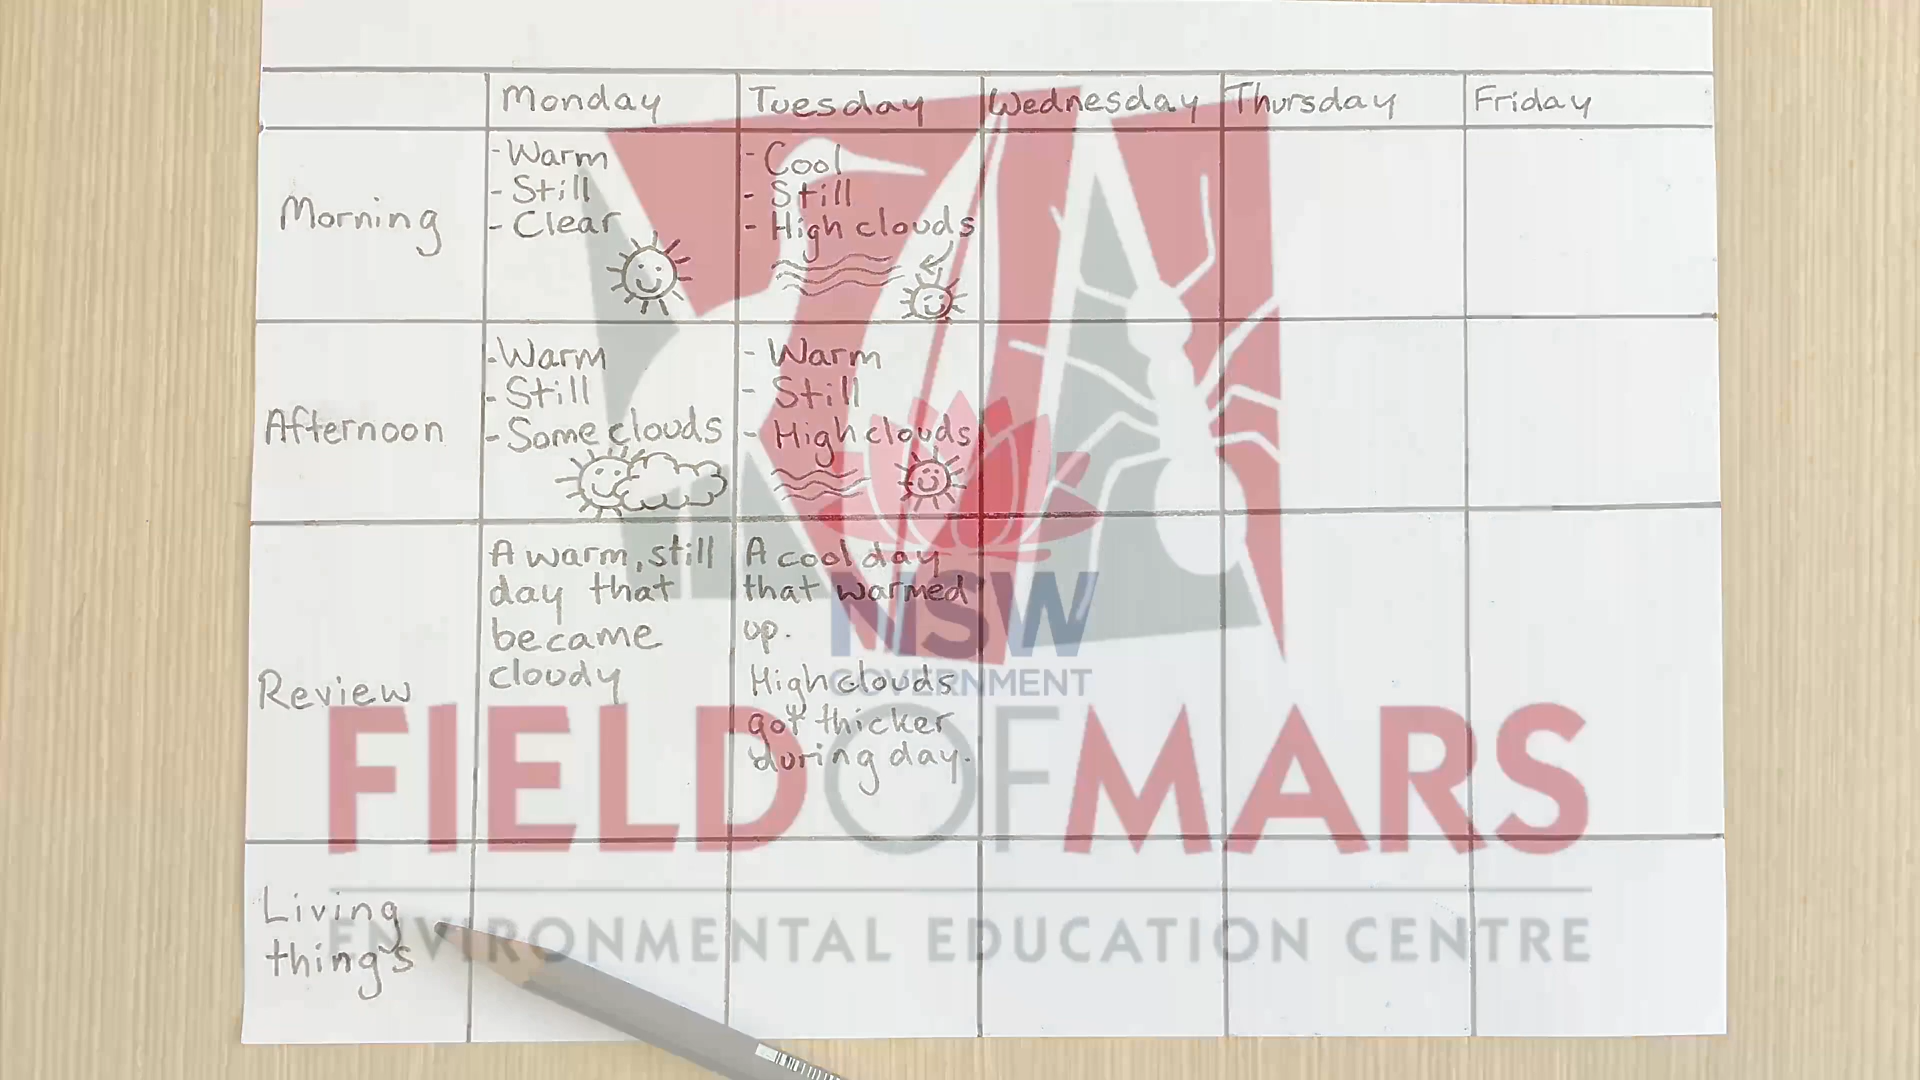 Monday Tuesday Wednesday Thursday Friday
Morning
- Warm
- Still
- Clear
- Cool
- Still
- High clouds
Afternoon
- Warm
- Still
- Some clouds
- Warm
- Still
- High clouds
Review
A warm, still
day that
became
cloudy
A cool day
that warmed
up.
High clouds
got thicker
during day.
Living
things
NSW
GOVERNMENT
FIELD OF MARS
ENVIRONMENTAL EDUCATION CENTRE